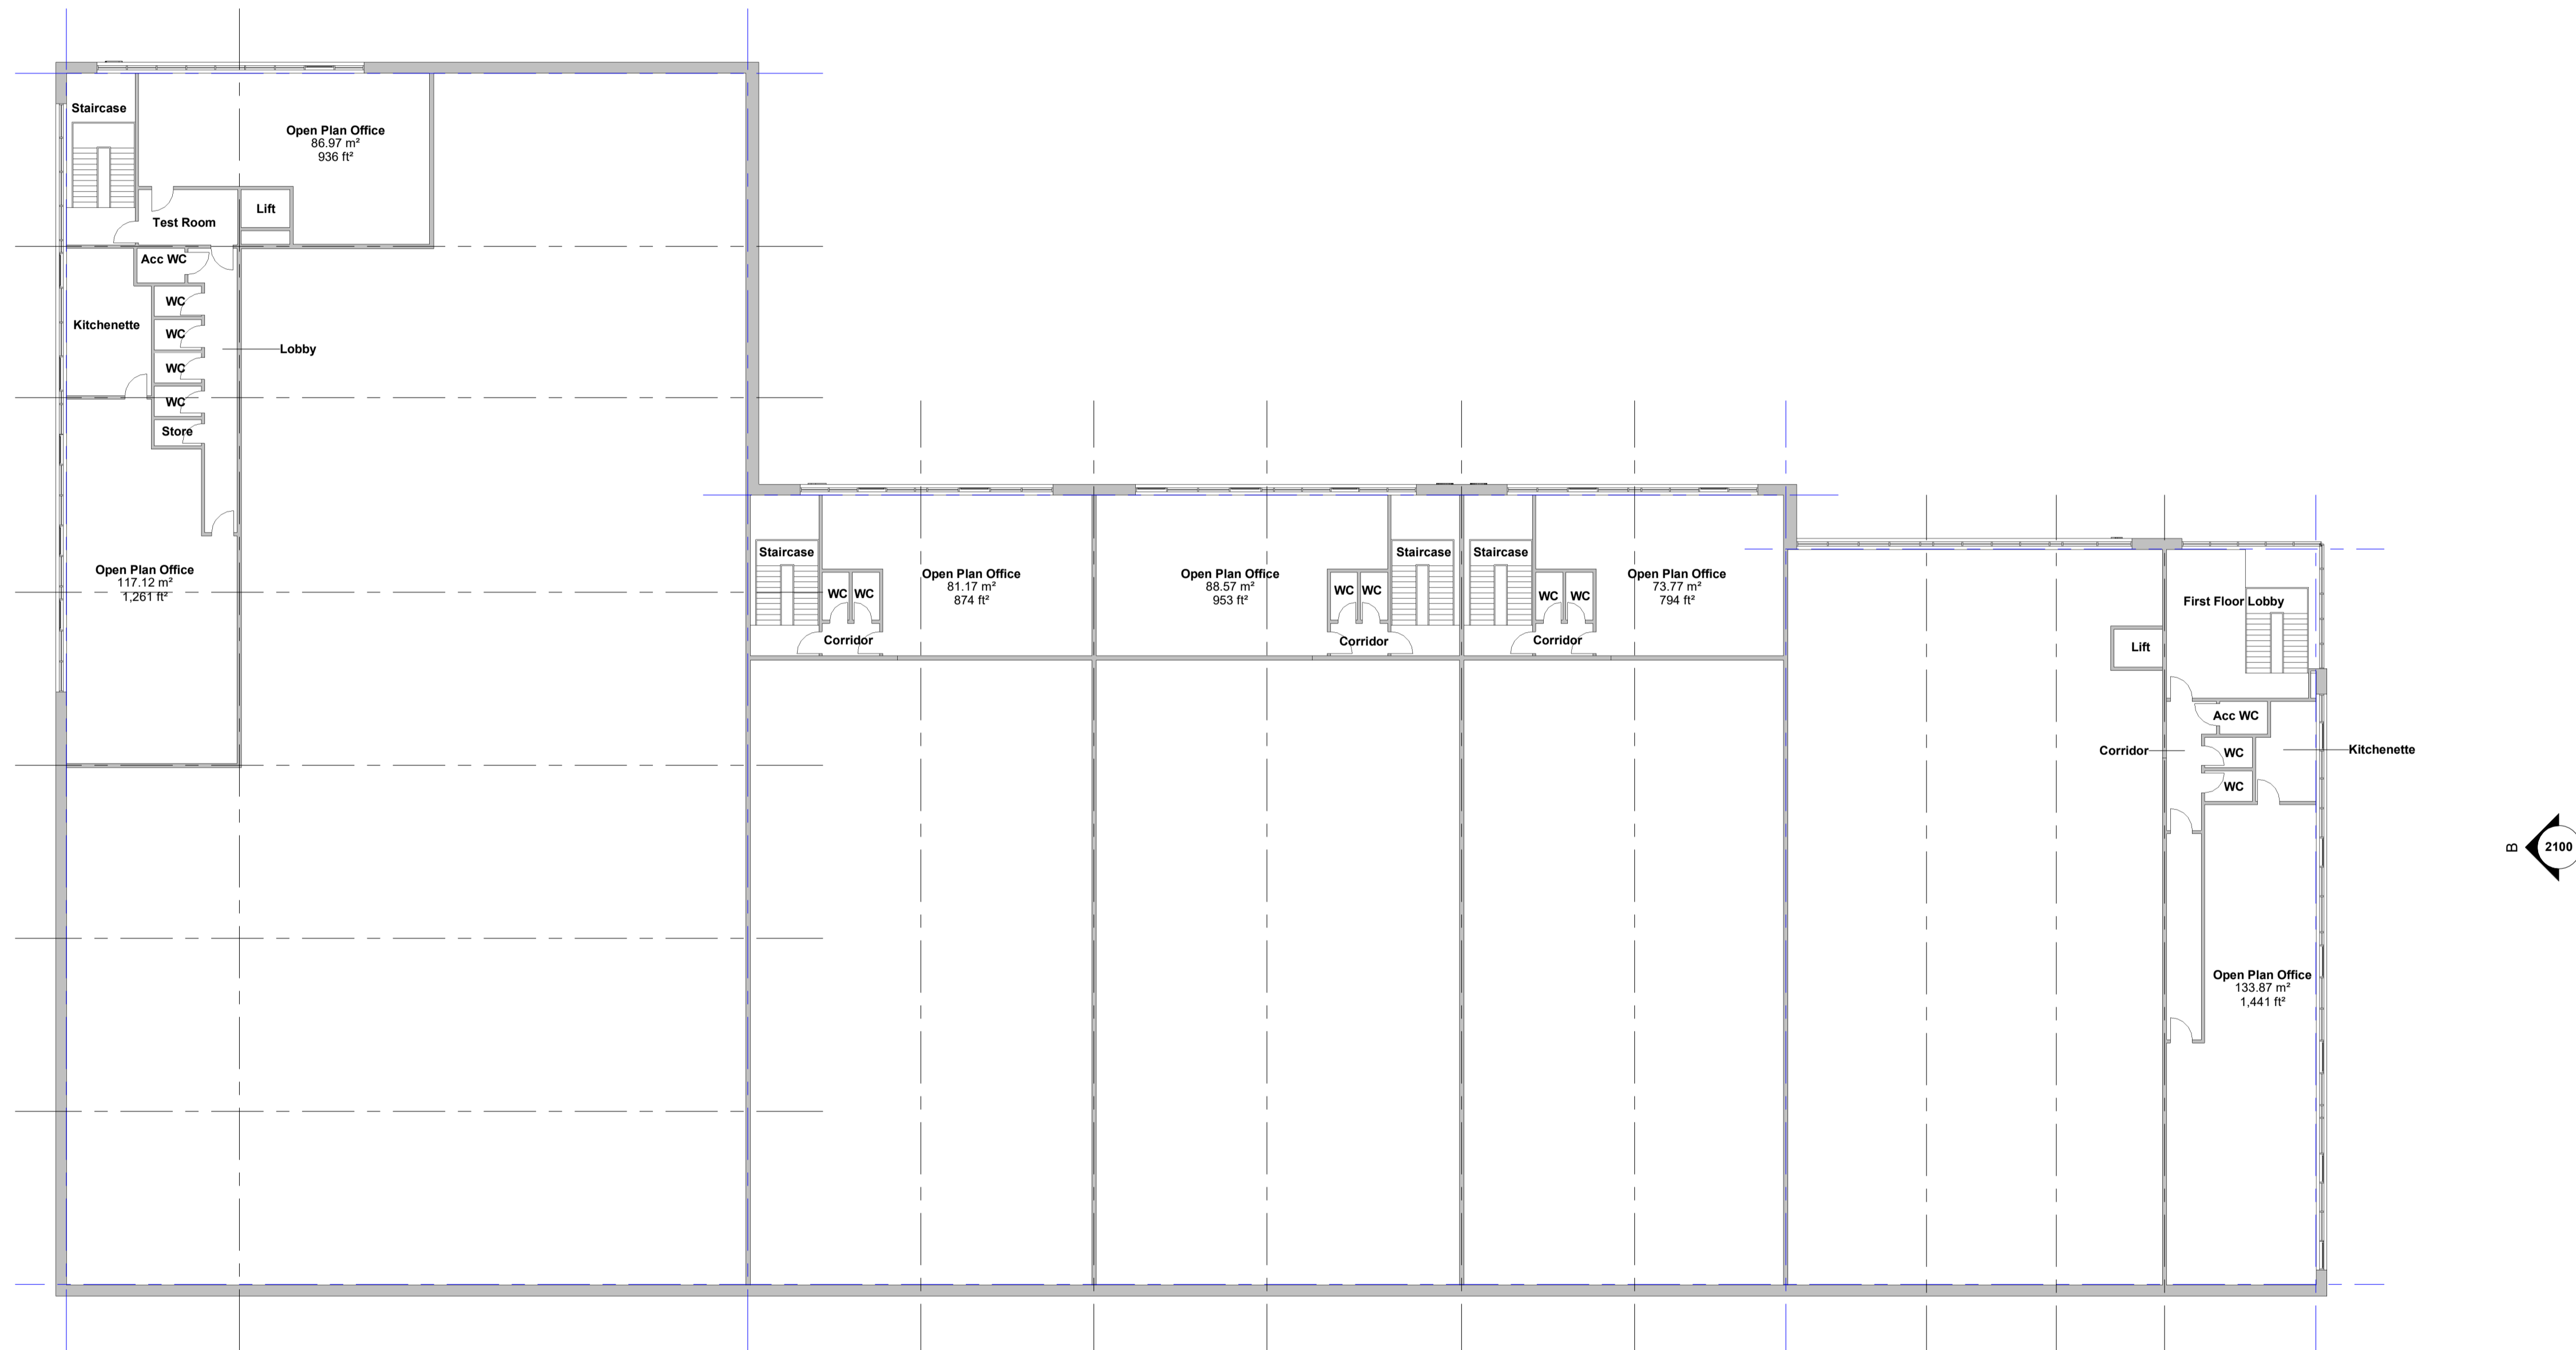 Staircase
Open Plan Office
86.97 m²
936 ft²
Lift
Test Room
Acc WC
WC
Kitchenette
WC
Lobby
WC
WC
Store
Open Plan Office
117.12 m²
1,261 ft²
Staircase
WC
WC
Corridor
Open Plan Office
81.17 m²
874 ft²
Open Plan Office
88.57 m²
953 ft²
WC
WC
Corridor
Staircase
Staircase
WC
WC
Corridor
Open Plan Office
73.77 m²
794 ft²
First Floor Lobby
Lift
Acc WC
Corridor
WC
Kitchenette
WC
Open Plan Office
133.87 m²
1,441 ft²
B
2100